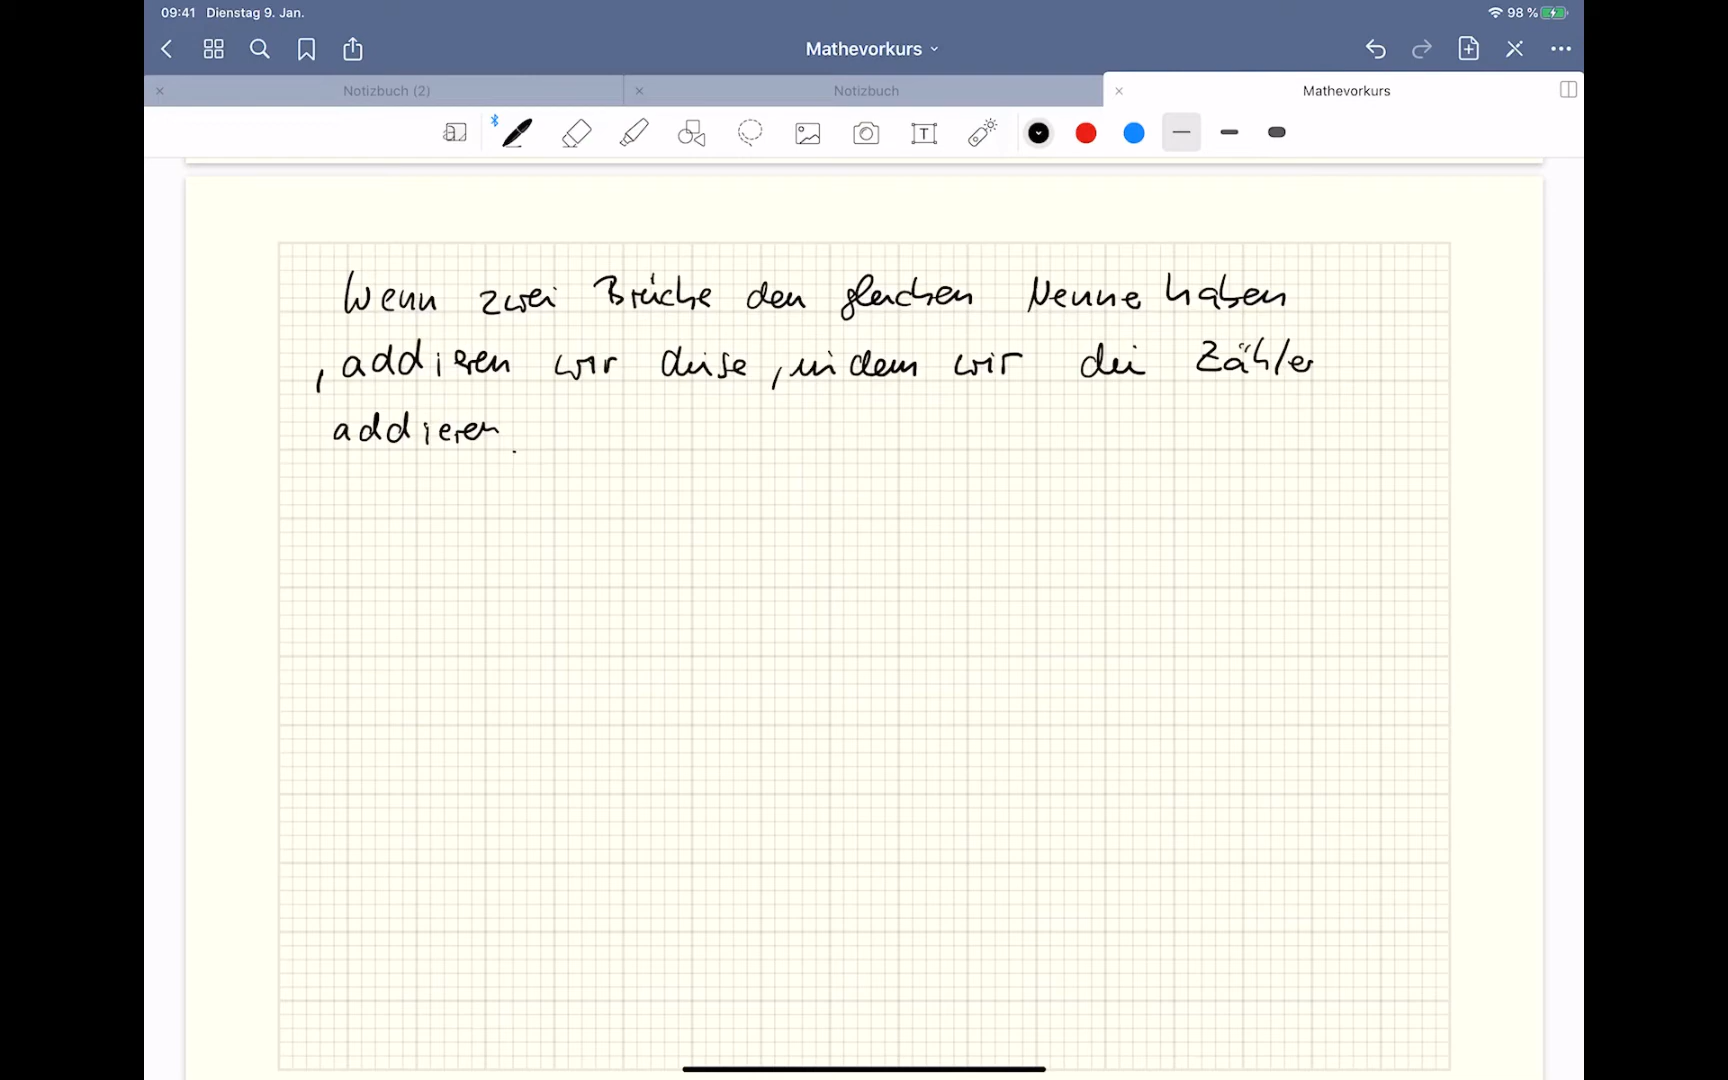 09:41 Dienstag 9. Jan. 98 %
Mathevorkurs
Notizbuch (2) Notizbuch Mathevorkurs
T
Wenn zwei Brüche den gleichen Nenne haben
, addieren wir diese, indem wir die Zähler
addieren.